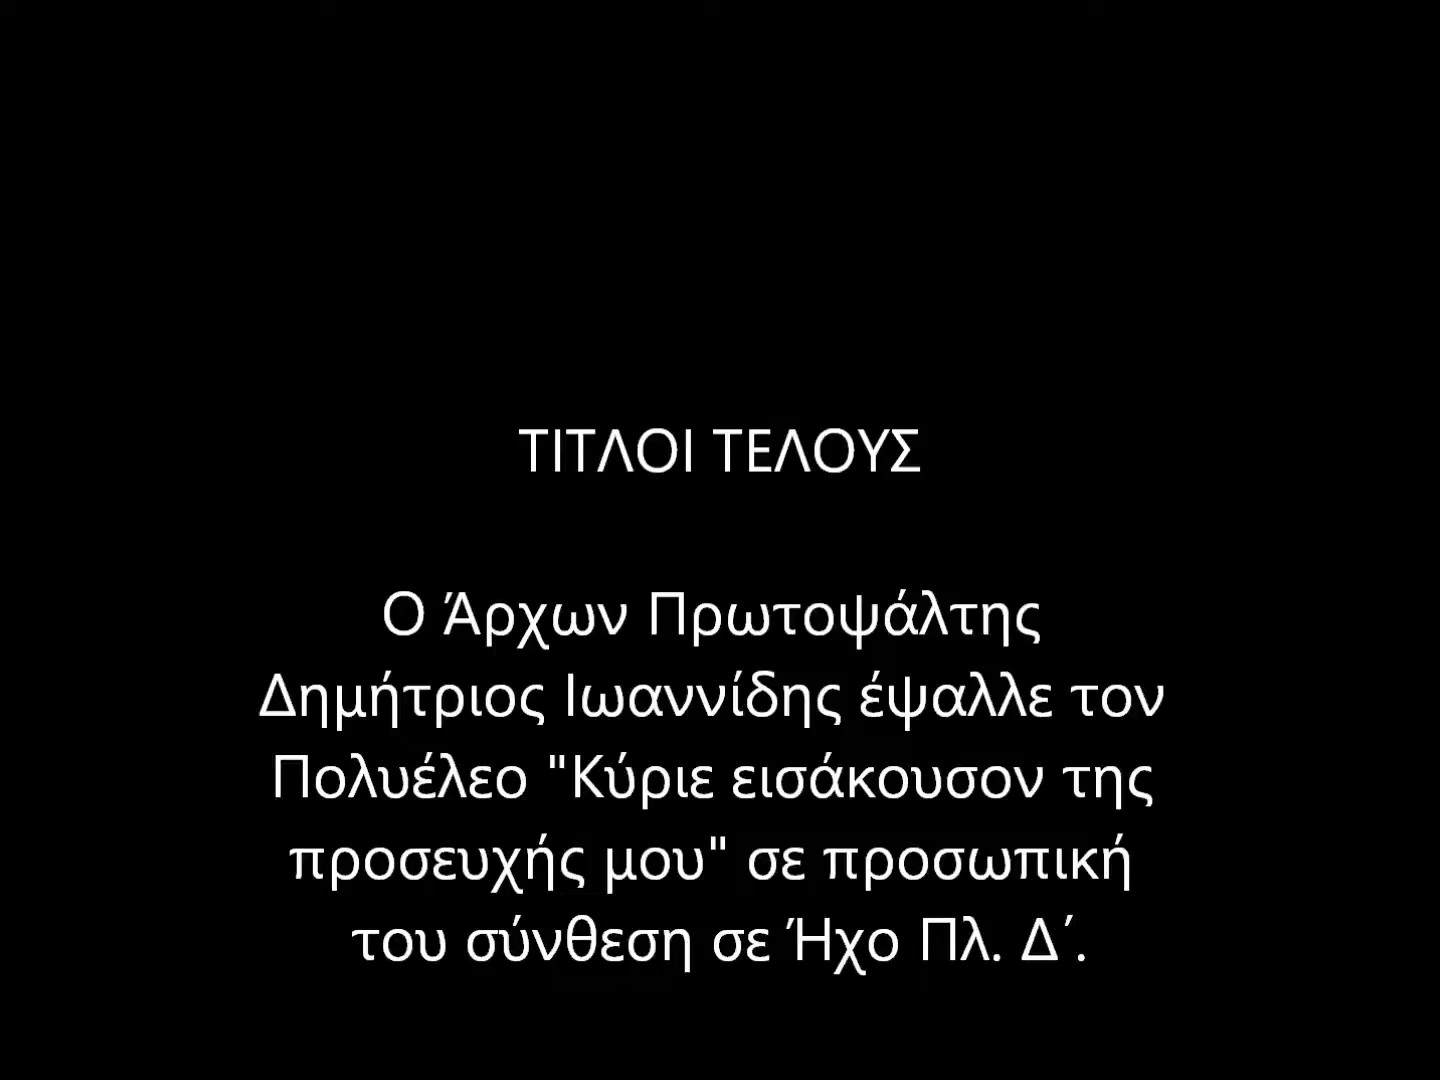 ΤΙΤΛΟΙ ΤΕΛΟΥΣ
Ο Άρχων Πρωτοψάλτης
Δημήτριος Ιωαννίδης έψαλλε τον
Πολυέλεο "Κύριε εισάκουσον της
προσευχής μου" σε προσωπική
του σύνθεση σε Ήχο Πλ. Δ΄.